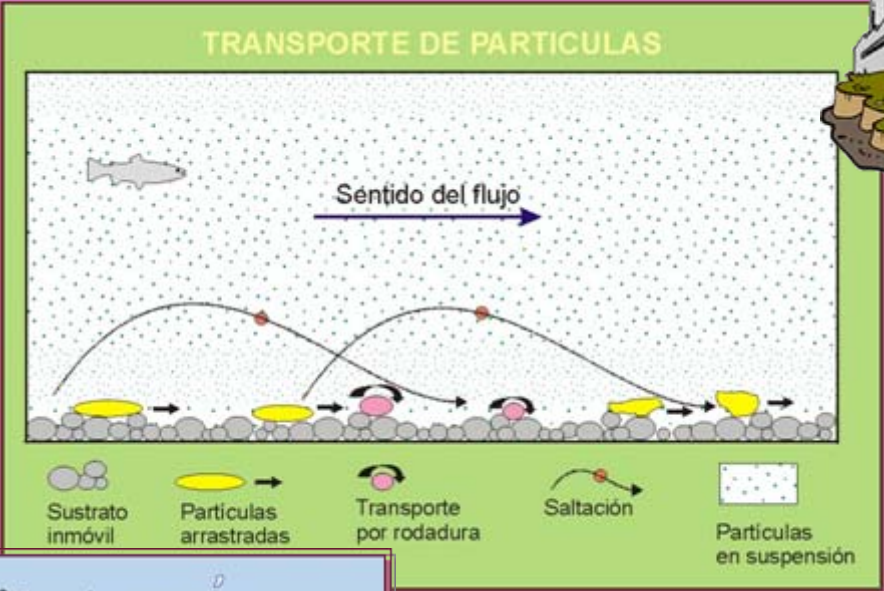 TRANSPORTE DE PARTICULAS
Sentido del flujo
Sustrato
inmóvil
Partículas
arrastradas
Transporte
por rodadura
Saltación
Partículas
en suspensión